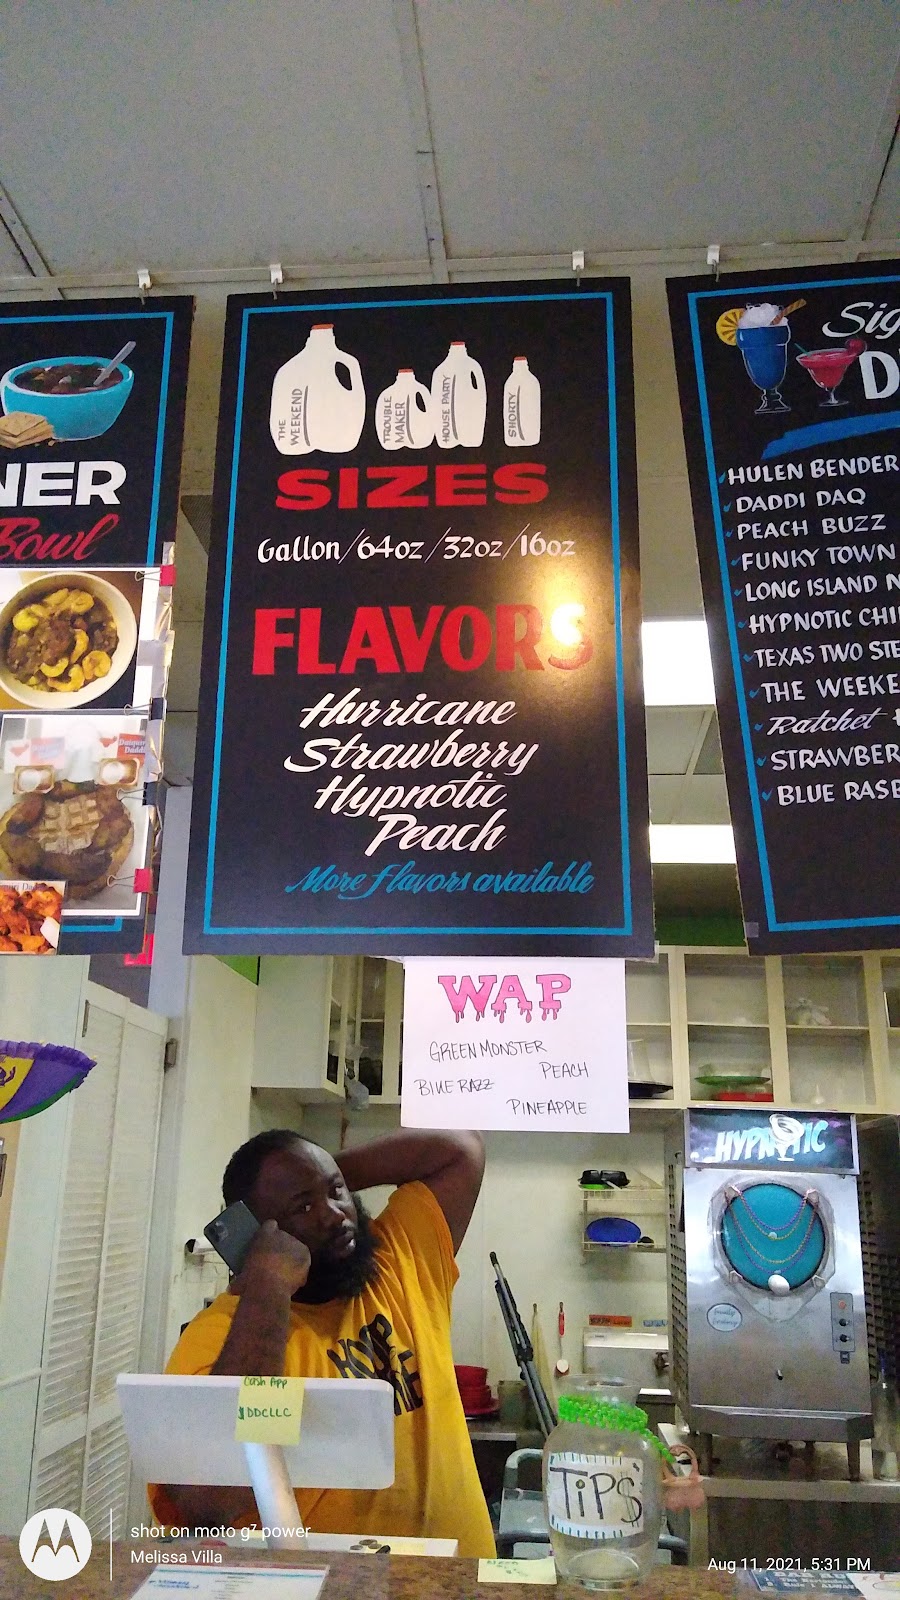 NER
Bowl
THE WEEKEND
TROUBLE MAKER
HOUSE PARTY
SHORTY
SIZES
Gallon/64oz/32oz/16oz
FLAVORS
Hurricane
Strawberry
Hypnotic
Peach
More flavors available
Sig
D
HULEN BENDER
DADDI DAQ
PEACH BUZZ
FUNKY TOWN
LONG ISLAND N
HYPNOTIC CHI
TEXAS TWO STE
THE WEEKE
Ratchet
STRAWBER
BLUE RASB
WAP
GREEN MONSTER
PEACH
BLUE RAZZ
PINEAPPLE
HYPNOTIC
Cash App
$DDCLLC
TIPS
shot on moto g7 power
Melissa Villa
Aug 11, 2021, 5:31 PM